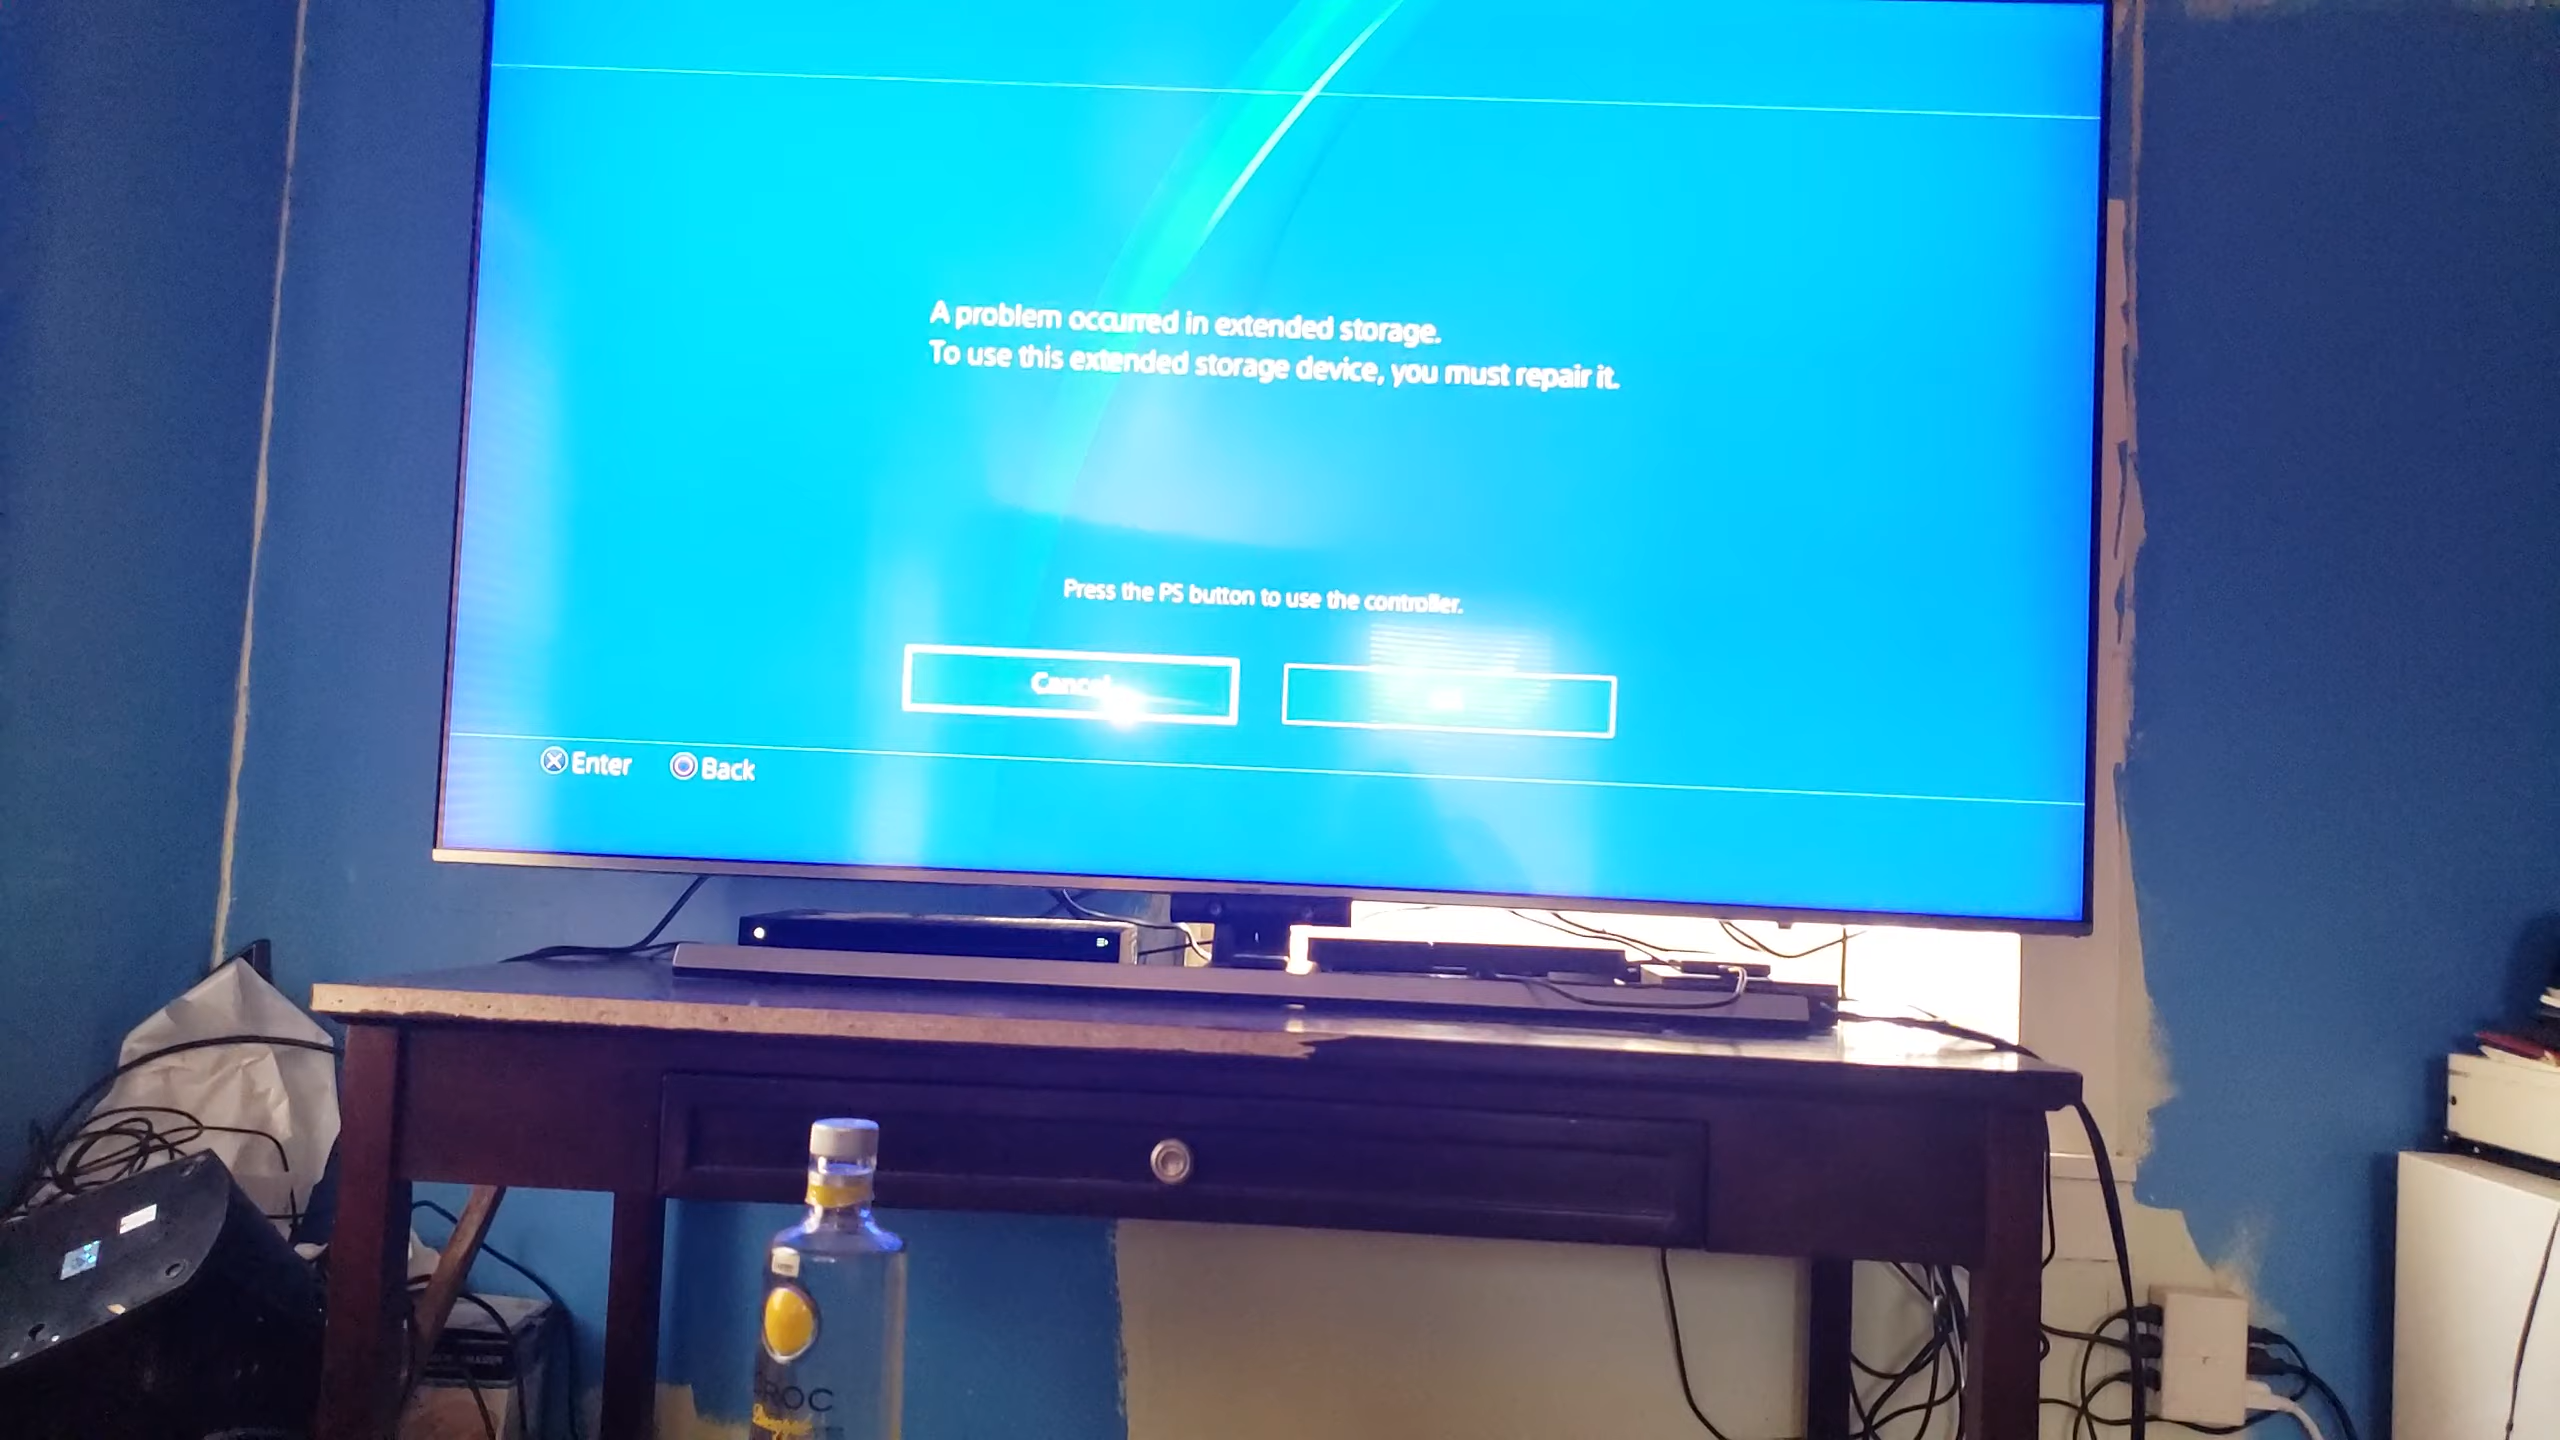 A problem occurred in extended storage.
To use this extended storage device, you must repair it.
Press the PS button to use the controller.
Cancel
Enter
Back
ROC